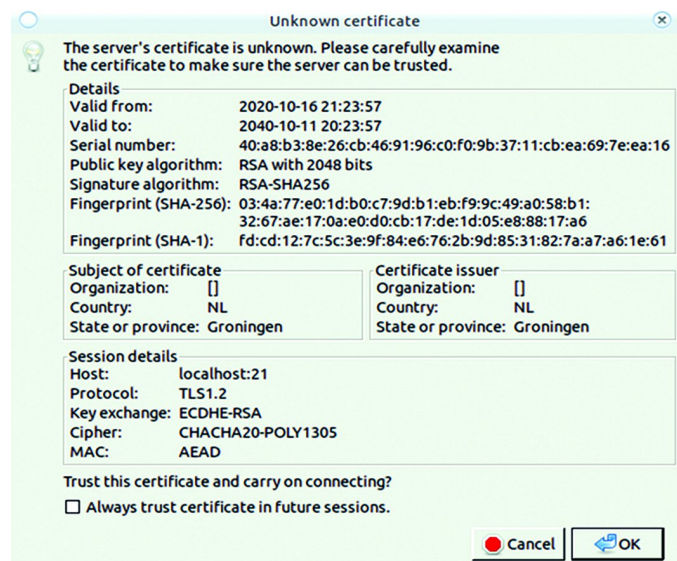 Unknown certificate
The server's certificate is unknown. Please carefully examine
the certificate to make sure the server can be trusted.
Details
Valid from: 2020-10-16 21:23:57
Valid to: 2040-10-11 20:23:57
Serial number: 40:a8:b3:8e:26:cb:46:91:96:c0:f0:9b:37:11:cb:ea:69:7e:ea:16
Public key algorithm: RSA with 2048 bits
Signature algorithm: RSA-SHA256
Fingerprint (SHA-256): 03:4a:77:e0:1d:b0:c7:9d:b1:eb:f9:9c:49:a0:58:b1:
32:67:ae:17:0a:e0:d0:cb:17:de:1d:05:e8:88:17:a6
Fingerprint (SHA-1): fd:cd:12:7c:5c:3e:9f:84:e6:76:2b:9d:85:31:82:7a:a7:a6:1e:61
Subject of certificate
Organization: []
Country: NL
State or province: Groningen
Certificate issuer
Organization: []
Country: NL
State or province: Groningen
Session details
Host: localhost:21
Protocol: TLS1.2
Key exchange: ECDHE-RSA
Cipher: CHACHA20-POLY1305
MAC: AEAD
Trust this certificate and carry on connecting?
Always trust certificate in future sessions.
Cancel OK